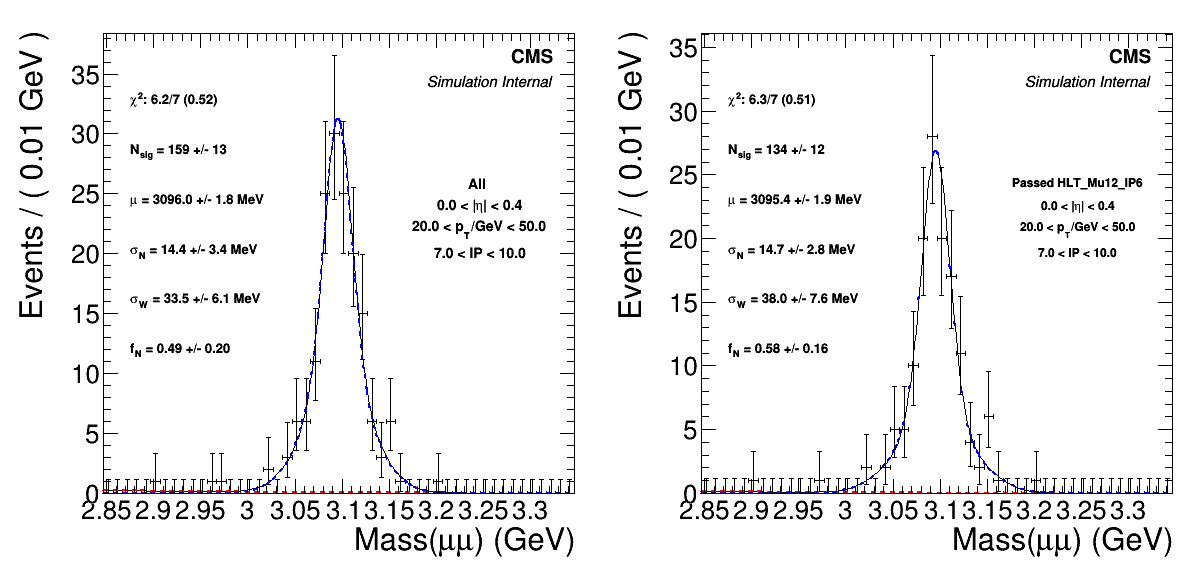 CMS
Simulation Internal
χ²: 6.2/7 (0.52)
N_sig = 159 +/- 13
μ = 3096.0 +/- 1.8 MeV
σ_N = 14.4 +/- 3.4 MeV
σ_W = 33.5 +/- 6.1 MeV
f_N = 0.49 +/- 0.20
All
0.0 < |η| < 0.4
20.0 < p_T/GeV < 50.0
7.0 < IP < 10.0
Events / ( 0.01 GeV )
35
30
25
20
15
10
5
0
2.85 2.9 2.95 3 3.05 3.1 3.15 3.2 3.25 3.3
Mass(μμ) (GeV)
CMS
Simulation Internal
χ²: 6.3/7 (0.51)
N_sig = 134 +/- 12
μ = 3095.4 +/- 1.9 MeV
σ_N = 14.7 +/- 2.8 MeV
σ_W = 38.0 +/- 7.6 MeV
f_N = 0.58 +/- 0.16
Passed HLT_Mu12_IP6
0.0 < |η| < 0.4
20.0 < p_T/GeV < 50.0
7.0 < IP < 10.0
Events / ( 0.01 GeV )
35
30
25
20
15
10
5
0
2.85 2.9 2.95 3 3.05 3.1 3.15 3.2 3.25 3.3
Mass(μμ) (GeV)